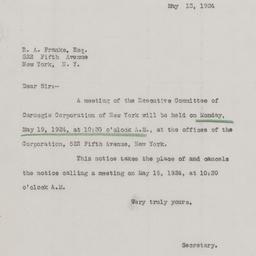 May 13, 1924
R. A. Franks, Esq.
522 Fifth Avenue
New York, N. Y.
Dear Sir:-
A meeting of the Executive Committee of
Carnegie Corporation of New York will be held on Monday,
May 19, 1924, at 10:30 o'clock A.M., at the offices of the
Corporation, 522 Fifth Avenue, New York.
This notice takes the place of and cancels
the notice calling a meeting on May 15, 1924, at 10:30
o'clock A.M.
Very truly yours,
Secretary.